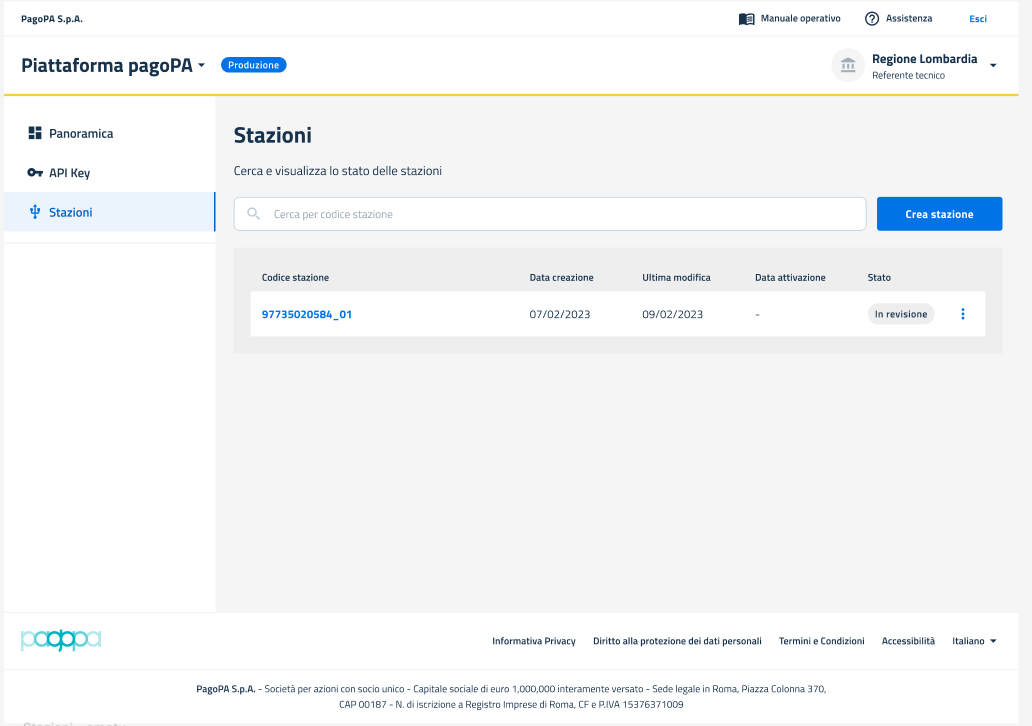 PagoPA S.p.A.
Manuale operativo
Assistenza
Esci
Piattaforma pagoPA
Produzione
Regione Lombardia
Referente tecnico
Panoramica
API Key
Stazioni
Stazioni
Cerca e visualizza lo stato delle stazioni
Cerca per codice stazione
Crea stazione
Codice stazione Data creazione Ultima modifica Data attivazione Stato
97735020584_01 07/02/2023 09/02/2023 - In revisione
pagopa
Informativa Privacy Diritto alla protezione dei dati personali Termini e Condizioni Accessibilità Italiano
PagoPA S.p.A. - Società per azioni con socio unico - Capitale sociale di euro 1,000,000 interamente versato - Sede legale in Roma, Piazza Colonna 370,
CAP 00187 - N. di iscrizione a Registro Imprese di Roma, CF e P.IVA 15376371009